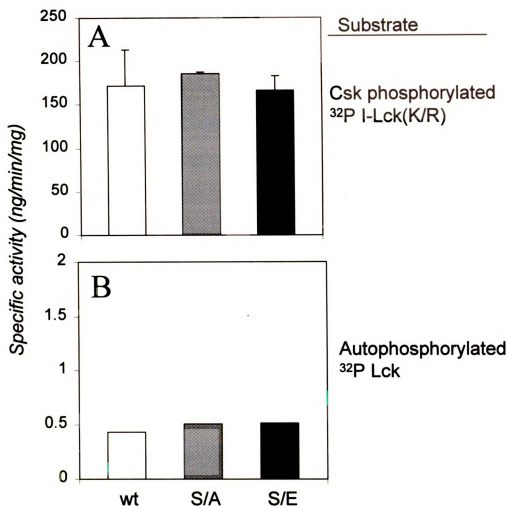 A
Substrate
250
200
150
100
50
0
Csk phosphorylated
32P I-Lck(K/R)
Specific activity (ng/min/mg)
B
2
1.5
1
0.5
0
Autophosphorylated
32P Lck
wt S/A S/E